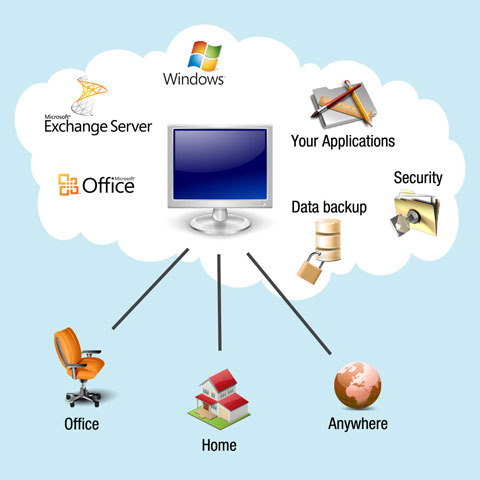 Windows®
Microsoft®
Exchange Server
Your Applications
Microsoft®
Office
Security
Data backup
Office
Home
Anywhere